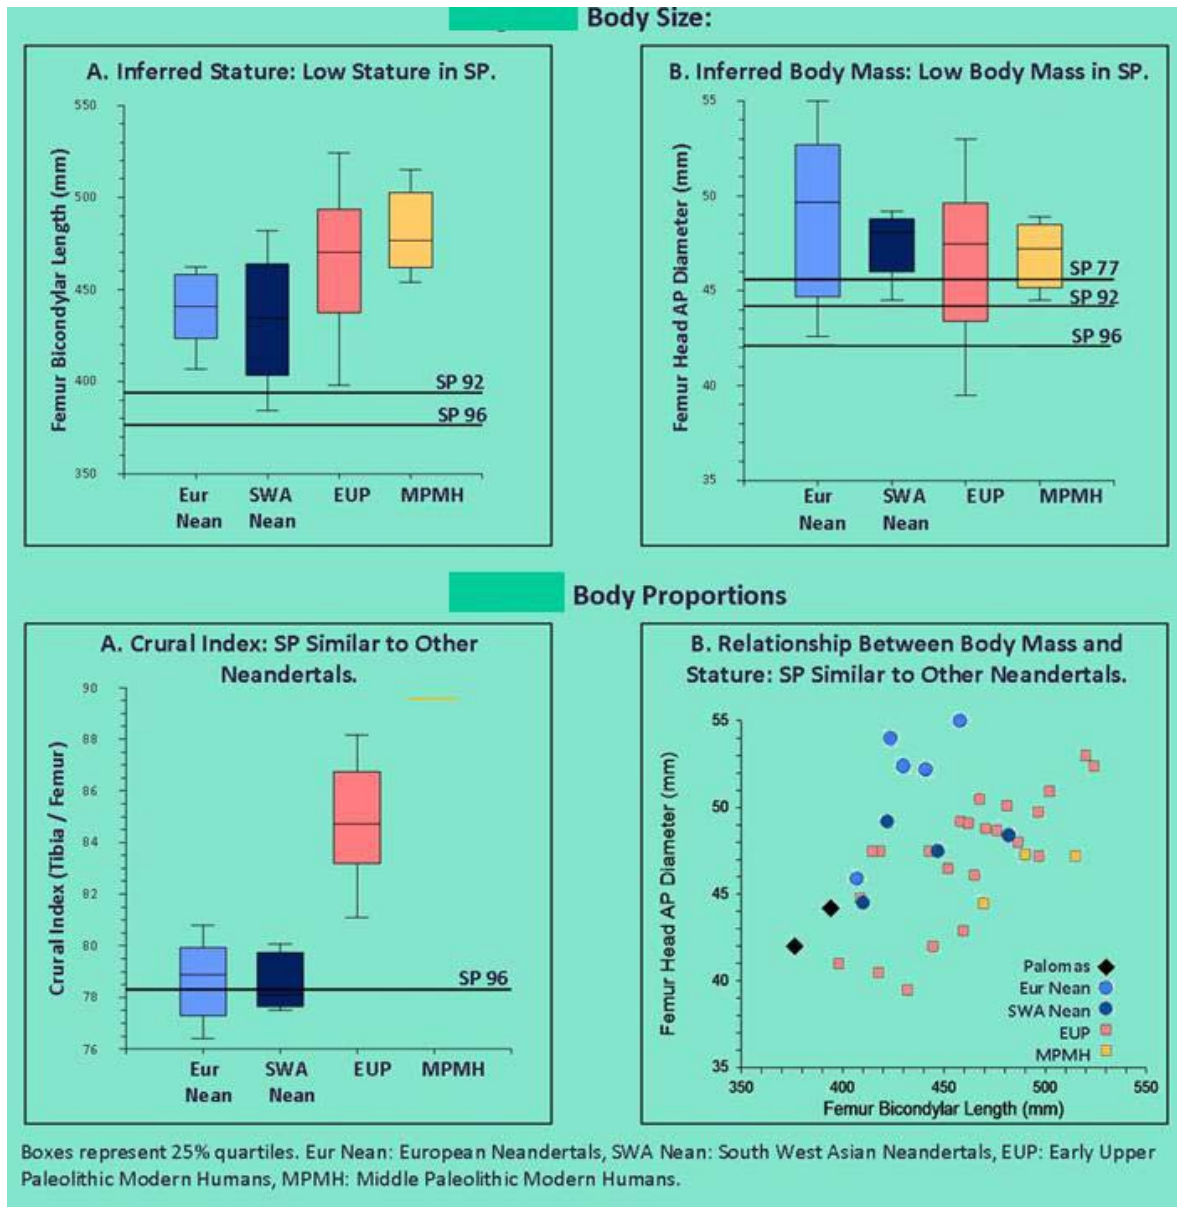 Body Size:
A. Inferred Stature: Low Stature in SP.
Femur Bicondylar Length (mm)
550
500
450
400
350
SP 92
SP 96
Eur Nean
SWA Nean
EUP
MPMH
B. Inferred Body Mass: Low Body Mass in SP.
Femur Head AP Diameter (mm)
55
50
45
40
35
SP 77
SP 92
SP 96
Eur Nean
SWA Nean
EUP
MPMH
Body Proportions
A. Crural Index: SP Similar to Other
Neandertals.
Crural Index (Tibia / Femur)
90
88
86
84
82
80
78
76
SP 96
Eur Nean
SWA Nean
EUP
MPMH
B. Relationship Between Body Mass and
Stature: SP Similar to Other Neandertals.
Femur Head AP Diameter (mm)
55
50
45
40
35
Palomas
Eur Nean
SWA Nean
EUP
MPMH
350 400 450 500 550
Femur Bicondylar Length (mm)
Boxes represent 25% quartiles. Eur Nean: European Neandertals, SWA Nean: South West Asian Neandertals, EUP: Early Upper
Paleolithic Modern Humans, MPMH: Middle Paleolithic Modern Humans.